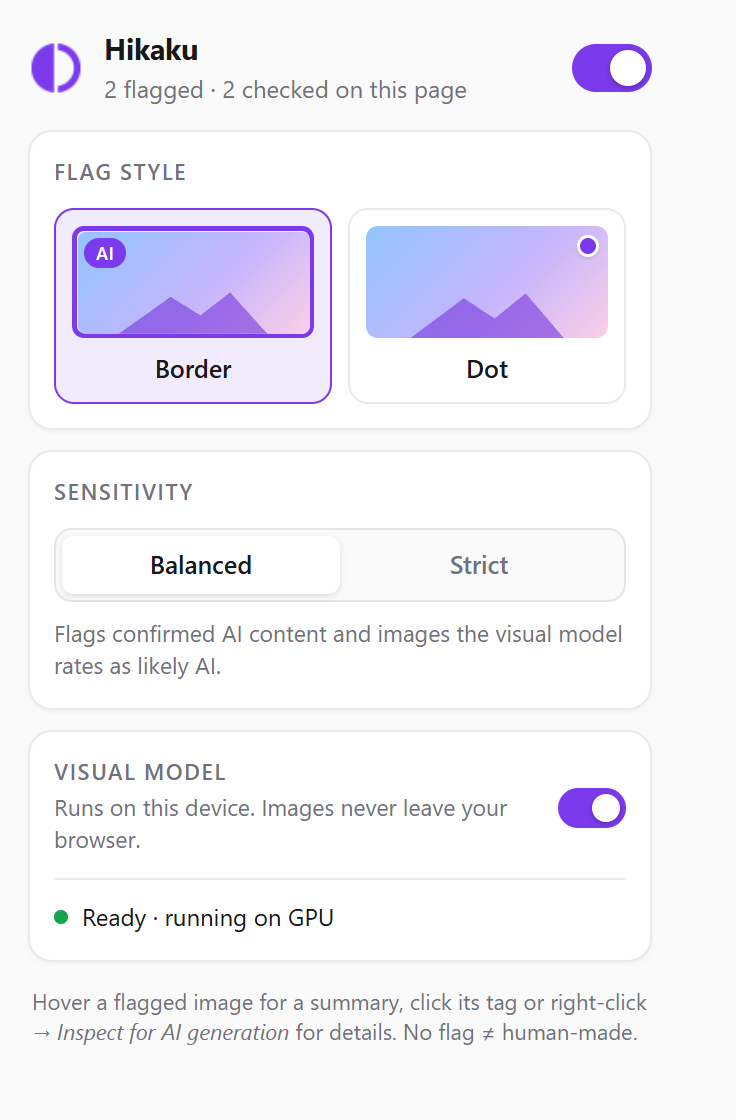 Hikaku
2 flagged · 2 checked on this page
FLAG STYLE
AI
Border
Dot
SENSITIVITY
Balanced
Strict
Flags confirmed AI content and images the visual model
rates as likely AI.
VISUAL MODEL
Runs on this device. Images never leave your
browser.
Ready · running on GPU
Hover a flagged image for a summary, click its tag or right-click
→ Inspect for AI generation for details. No flag ≠ human-made.